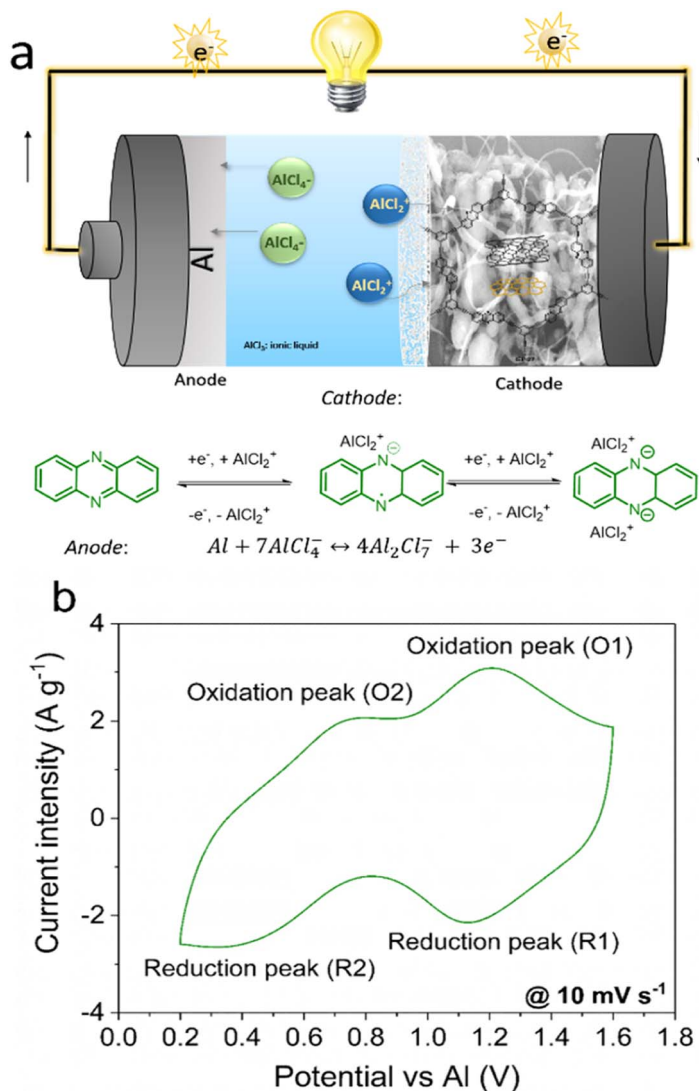 a
e-
e-
Al
AlCl4-
AlCl4-
AlCl2+
AlCl2+
AlCl3: ionic liquid
Anode
Cathode
Cathode:
AlCl2+
+e-, + AlCl2+
-e-, - AlCl2+
+e-, + AlCl2+
-e-, - AlCl2+
AlCl2+
AlCl2+
N
N
N
N
N
N
Anode: Al + 7AlCl4- ↔ 4Al2Cl7- + 3e-
b
Oxidation peak (O1)
Oxidation peak (O2)
Reduction peak (R1)
Reduction peak (R2)
@ 10 mV s-1
Current intensity (A g-1)
4
2
0
-2
-4
0.0 0.2 0.4 0.6 0.8 1.0 1.2 1.4 1.6 1.8
Potential vs Al (V)